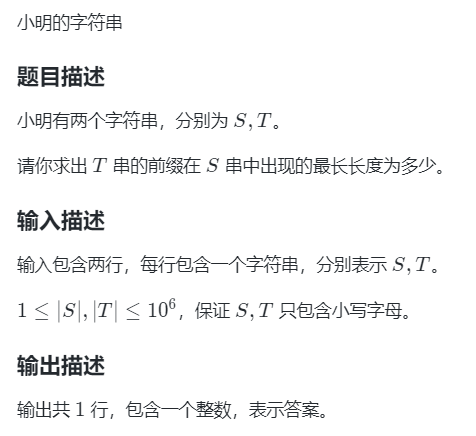 小明的字符串
题目描述
小明有两个字符串，分别为 S, T。
请你求出 T 串的前缀在 S 串中出现的最长长度为多少。
输入描述
输入包含两行，每行包含一个字符串，分别表示 S, T。
1 ≤ |S|, |T| ≤ 10⁶，保证 S, T 只包含小写字母。
输出描述
输出共 1 行，包含一个整数，表示答案。